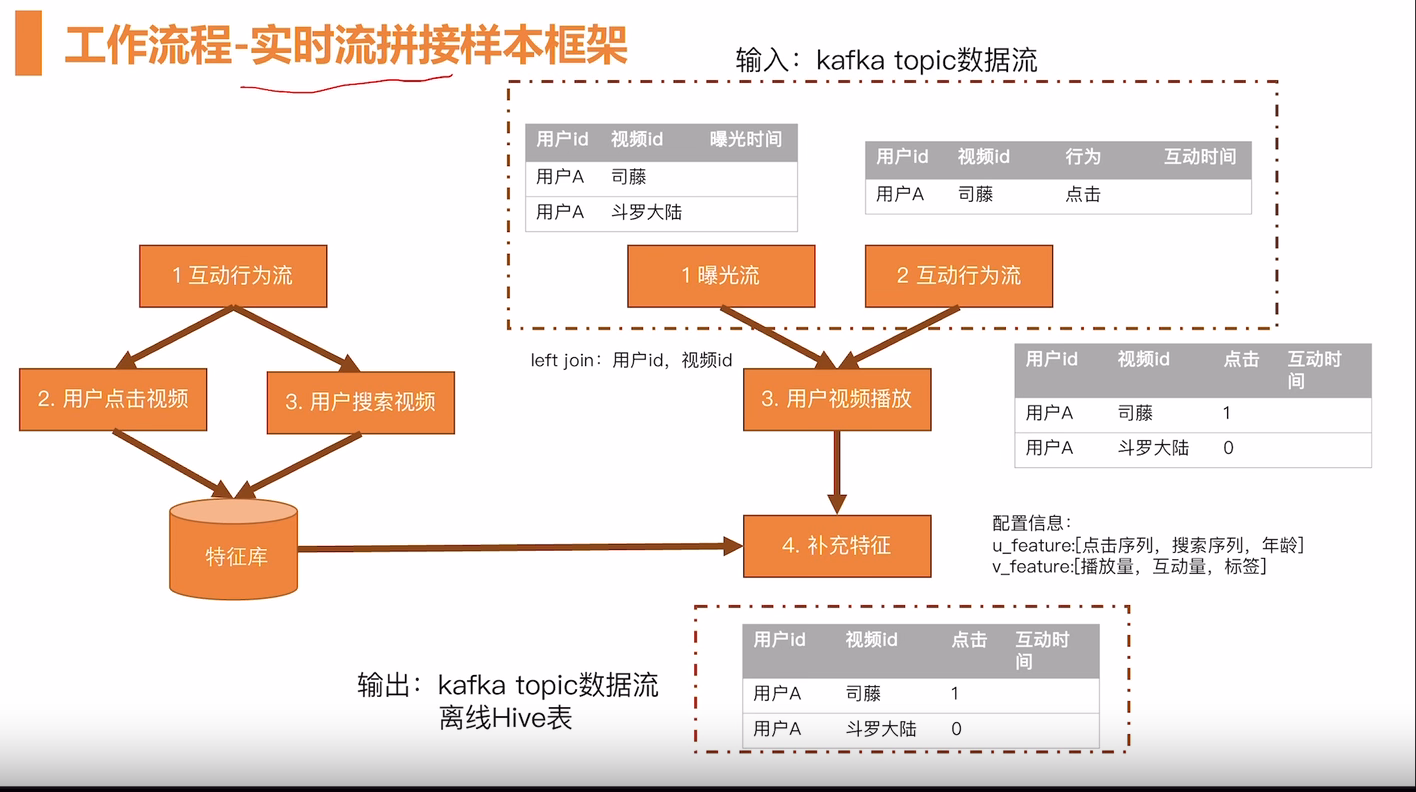 工作流程-实时流拼接样本框架
输入：kafka topic数据流
用户id 视频id 曝光时间
用户A 司藤
用户A 斗罗大陆
用户id 视频id 行为 互动时间
用户A 司藤 点击
1 互动行为流
1 曝光流
2 互动行为流
left join：用户id，视频id
2. 用户点击视频
3. 用户搜索视频
3. 用户视频播放
用户id 视频id 点击 互动时
间
用户A 司藤 1
用户A 斗罗大陆 0
特征库
4. 补充特征
配置信息：
u_feature:[点击序列，搜索序列，年龄]
v_feature:[播放量，互动量，标签]
输出：kafka topic数据流
离线Hive表
用户id 视频id 点击 互动时
间
用户A 司藤 1
用户A 斗罗大陆 0